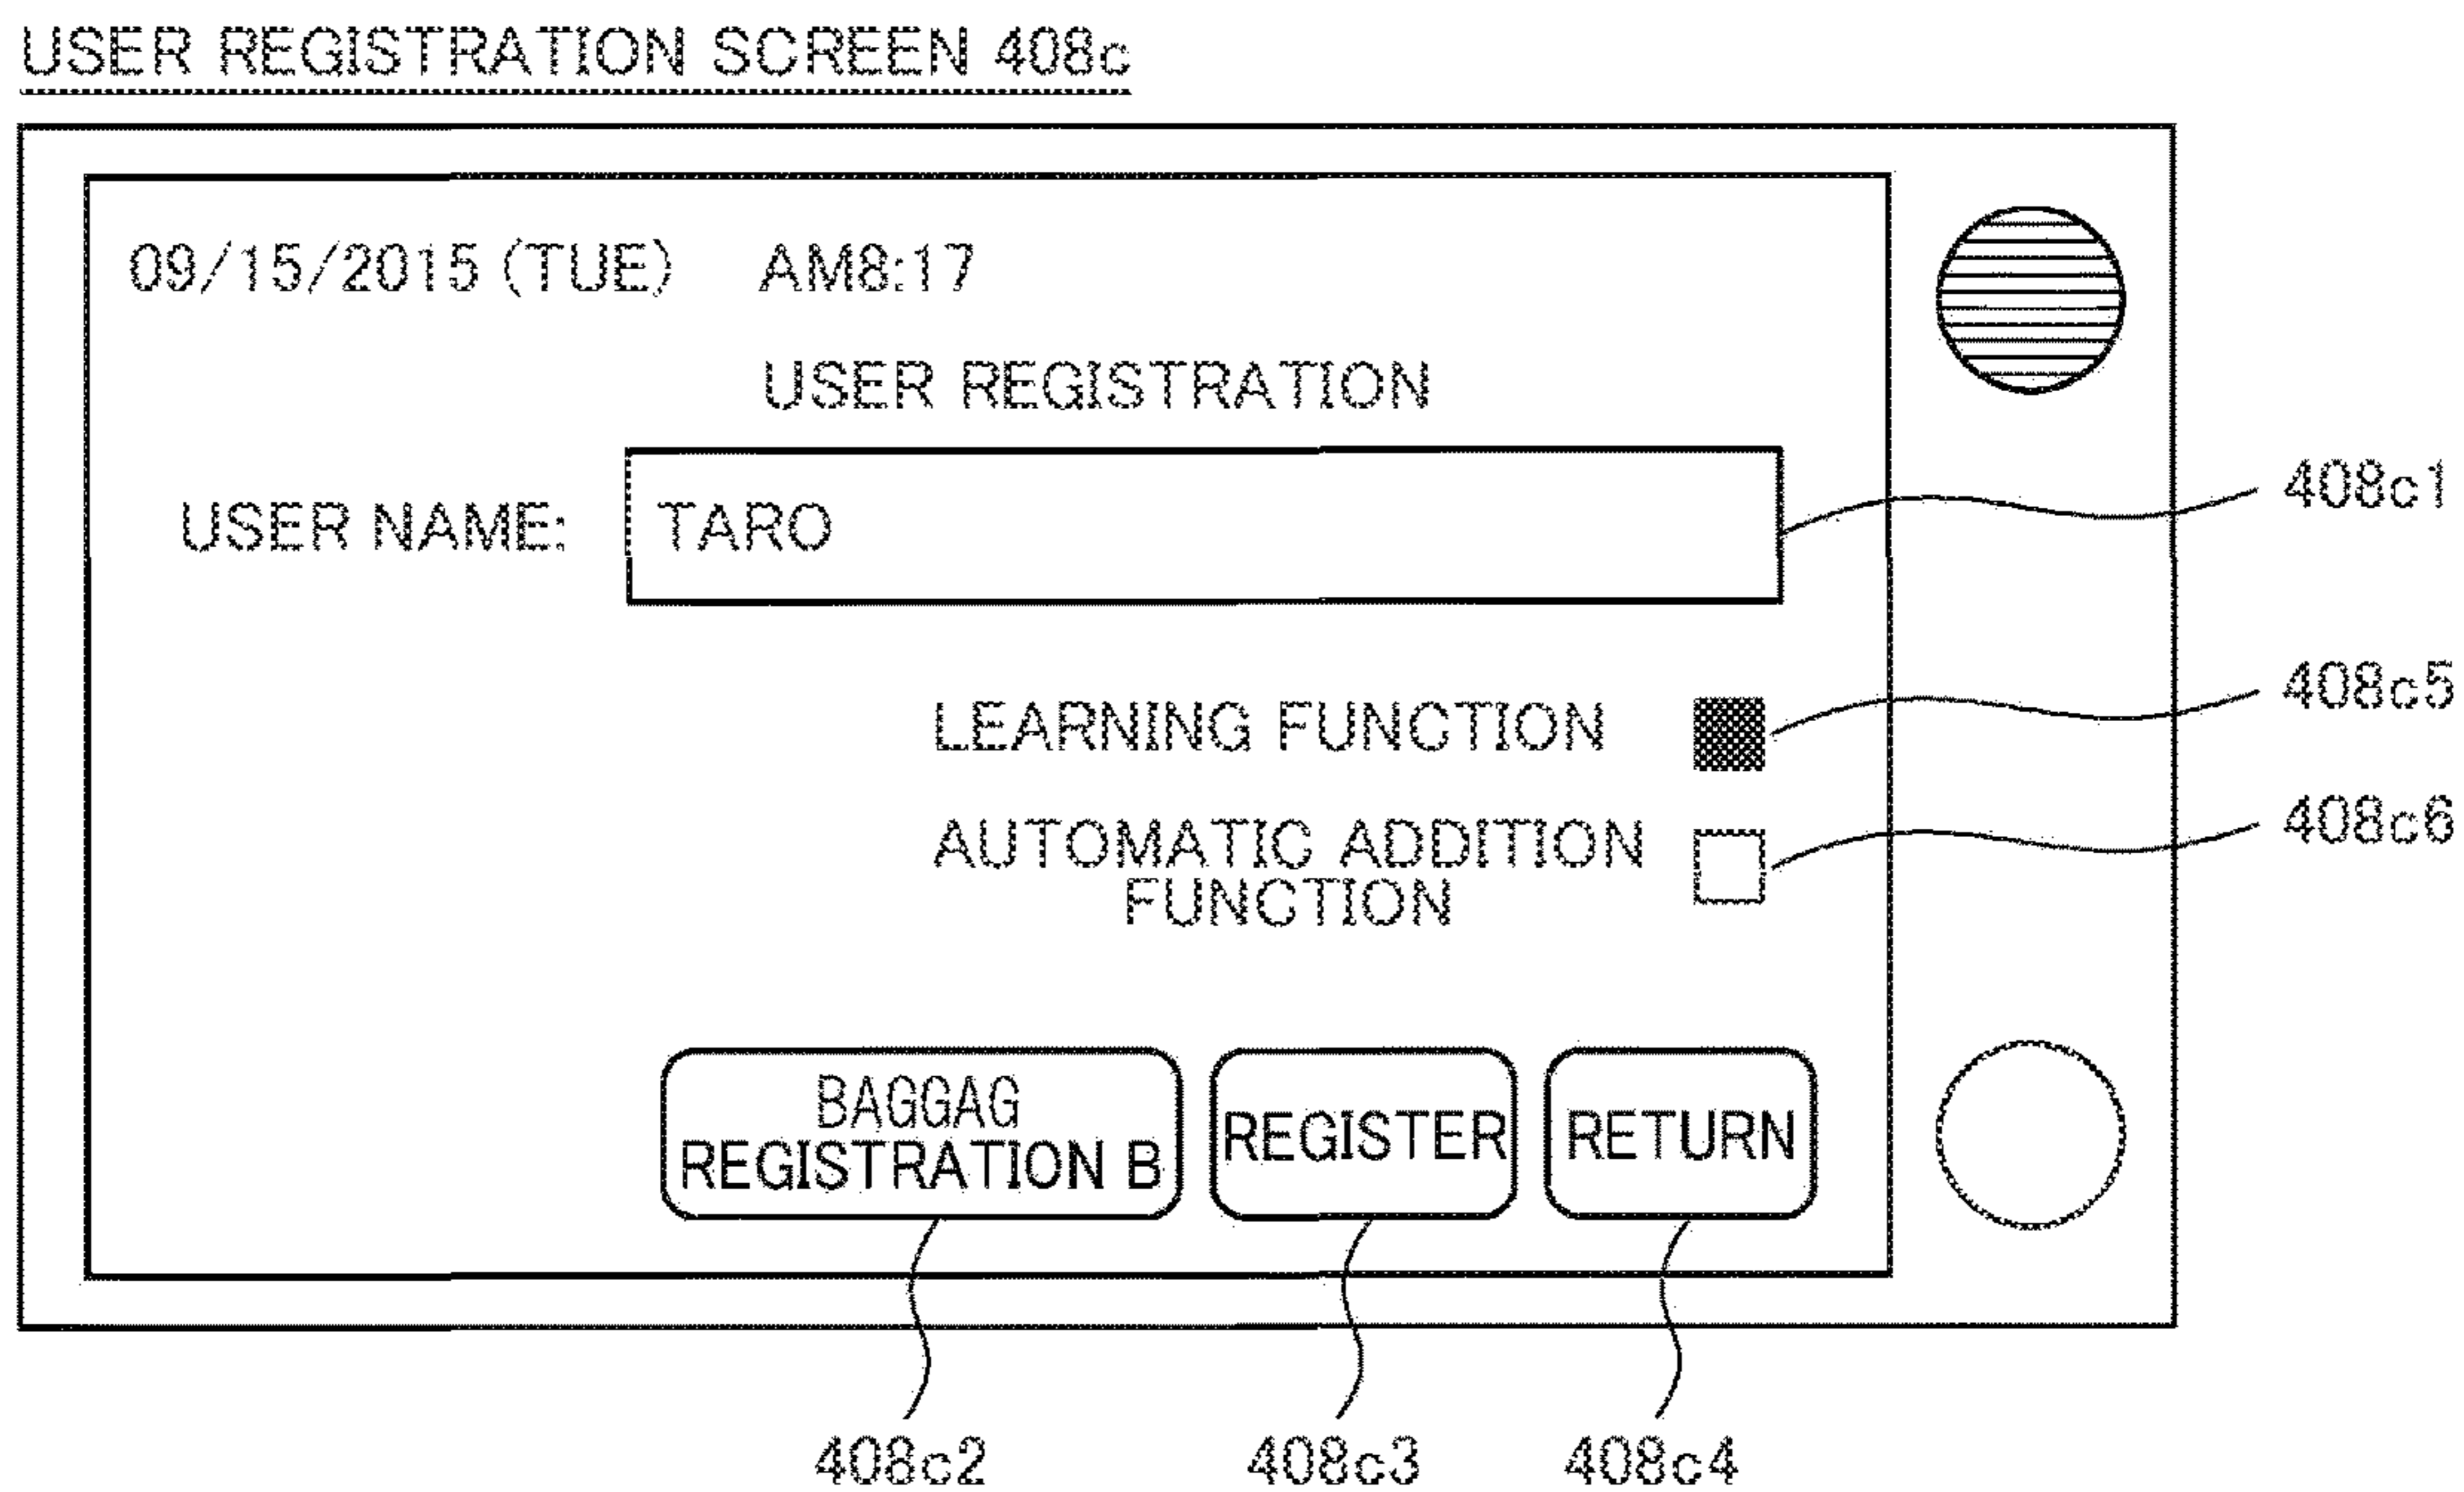 USER REGISTRATION SCREEN 408c
09/15/2015 (TUE) AM8:17
USER REGISTRATION
USER NAME: TARO
408c1
LEARNING FUNCTION
408c5
AUTOMATIC ADDITION
FUNCTION
408c6
BAGGAG
REGISTRATION B
REGISTER
RETURN
408c2
408c3
408c4